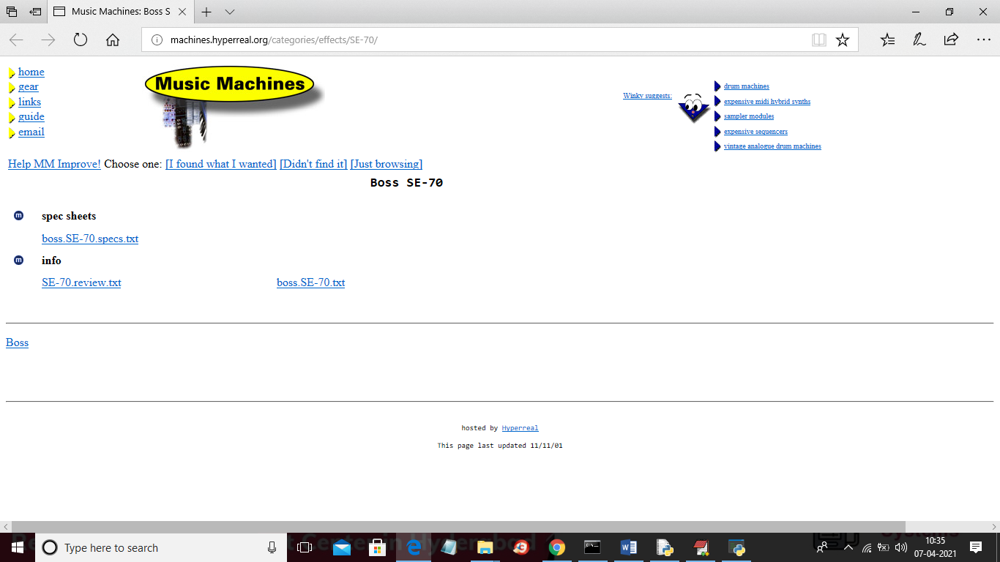 Music Machines: Boss S
machines.hyperreal.org/categories/effects/SE-70/
home
gear
links
guide
email
Music Machines
Winky suggests:
drum machines
expensive midi hybrid synths
sampler modules
expensive sequencers
vintage analogue drum machines
Help MM Improve! Choose one: [I found what I wanted] [Didn't find it] [Just browsing]
Boss SE-70
m spec sheets
boss.SE-70.specs.txt
m info
SE-70.review.txt boss.SE-70.txt
Boss
hosted by Hyperreal
This page last updated 11/11/01
Type here to search
10:35
07-04-2021